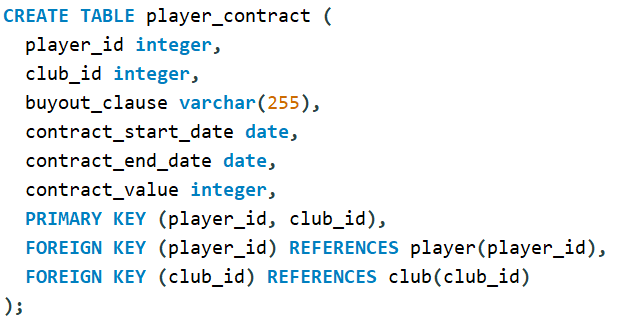 CREATE TABLE player_contract (
  player_id integer,
  club_id integer,
  buyout_clause varchar(255),
  contract_start_date date,
  contract_end_date date,
  contract_value integer,
  PRIMARY KEY (player_id, club_id),
  FOREIGN KEY (player_id) REFERENCES player(player_id),
  FOREIGN KEY (club_id) REFERENCES club(club_id)
);